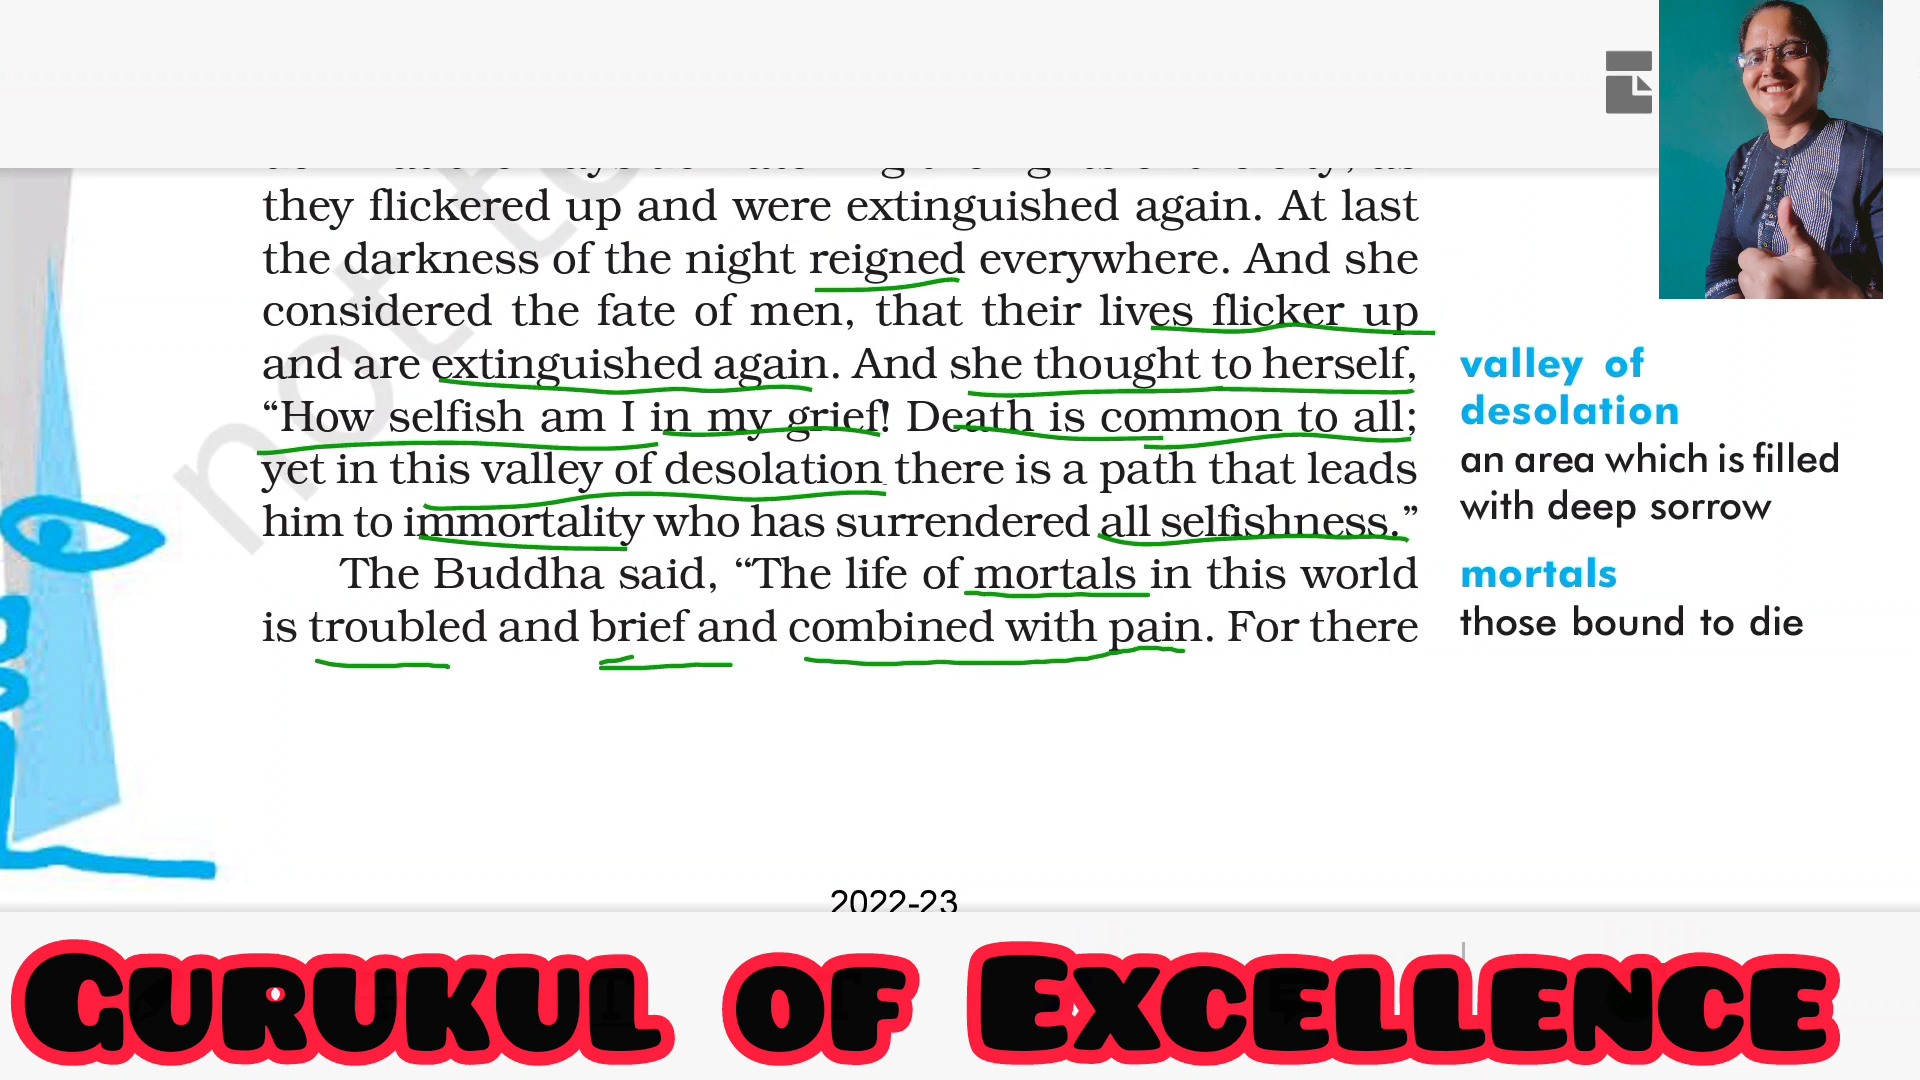 they flickered up and were extinguished again. At last
the darkness of the night reigned everywhere. And she
considered the fate of men, that their lives flicker up
and are extinguished again. And she thought to herself,
“How selfish am I in my grief! Death is common to all;
yet in this valley of desolation there is a path that leads
him to immortality who has surrendered all selfishness.”
The Buddha said, “The life of mortals in this world
is troubled and brief and combined with pain. For there
valley of
desolation
an area which is filled
with deep sorrow
mortals
those bound to die
not
2022-23
GURUKUL OF EXCELLENCE